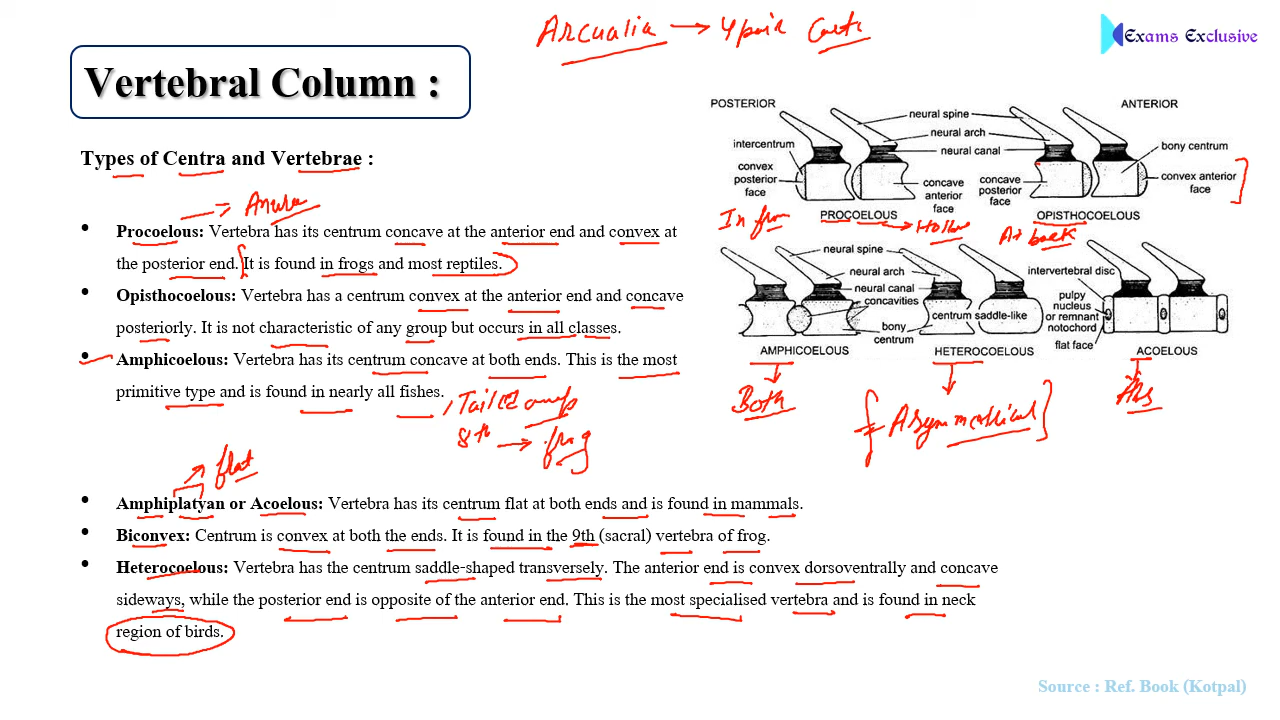 Arcualia → 4 pair
Exams Exclusive
Vertebral Column :
Types of Centra and Vertebrae :
→ Anura
• Procoelous: Vertebra has its centrum concave at the anterior end and convex at
the posterior end. It is found in frogs and most reptiles.
• Opisthocoelous: Vertebra has a centrum convex at the anterior end and concave
posteriorly. It is not characteristic of any group but occurs in all classes.
• Amphicoelous: Vertebra has its centrum concave at both ends. This is the most
primitive type and is found in nearly all fishes.
, Tailed
8th → frog
→ flat
• Amphiplatyan or Acoelous: Vertebra has its centrum flat at both ends and is found in mammals.
• Biconvex: Centrum is convex at both the ends. It is found in the 9th (sacral) vertebra of frog.
• Heterocoelous: Vertebra has the centrum saddle-shaped transversely. The anterior end is convex dorsoventrally and concave
sideways, while the posterior end is opposite of the anterior end. This is the most specialised vertebra and is found in neck
region of birds.
POSTERIOR
ANTERIOR
neural spine
neural arch
neural canal
intercentrum
convex
posterior
face
concave
anterior
face
concave
posterior
face
bony centrum
convex anterior
face
PROCOELOUS
OPISTHOCOELOUS
In front
→ Hollow
At back
neural spine
neural arch
neural canal
concavities
bony
centrum
centrum saddle-like
intervertebral disc
pulpy
nucleus
or remnant
notochord
flat face
AMPHICOELOUS
HETEROCOELOUS
ACOELOUS
Both
Asymmetrical
Abs
Source : Ref. Book (Kotpal)